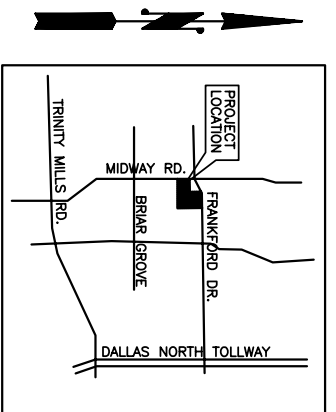 PROJECT
LOCATION
TRINITY MILLS RD.
MIDWAY RD.
BRIAR GROVE
FRANKFORD DR.
DALLAS NORTH TOLLWAY